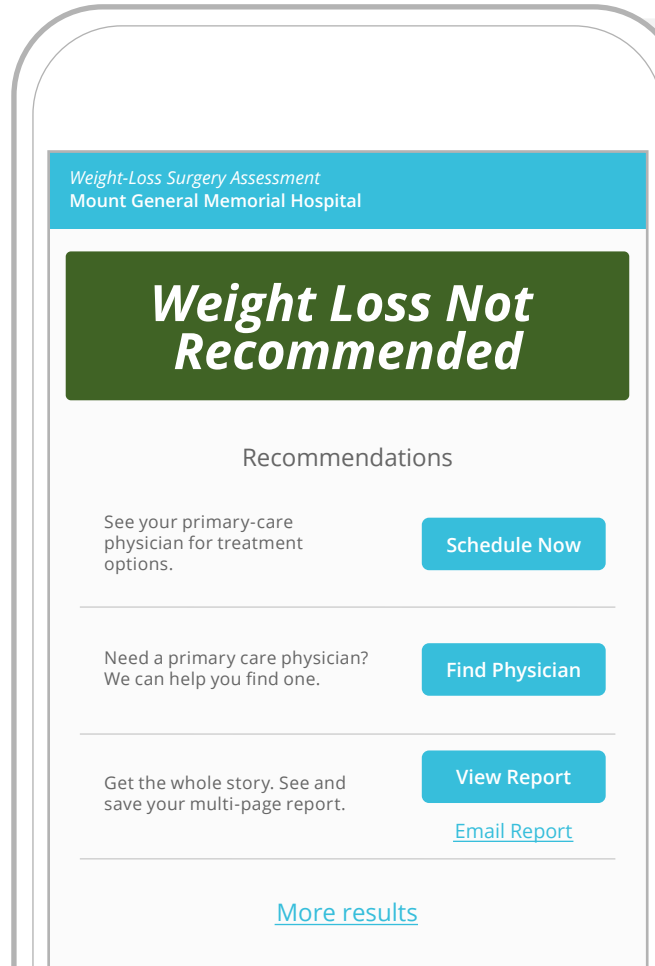 Weight-Loss Surgery Assessment
Mount General Memorial Hospital
Weight Loss Not
Recommended
Recommendations
See your primary-care
physician for treatment
options.
Schedule Now
Need a primary care physician?
We can help you find one.
Find Physician
Get the whole story. See and
save your multi-page report.
View Report
Email Report
More results